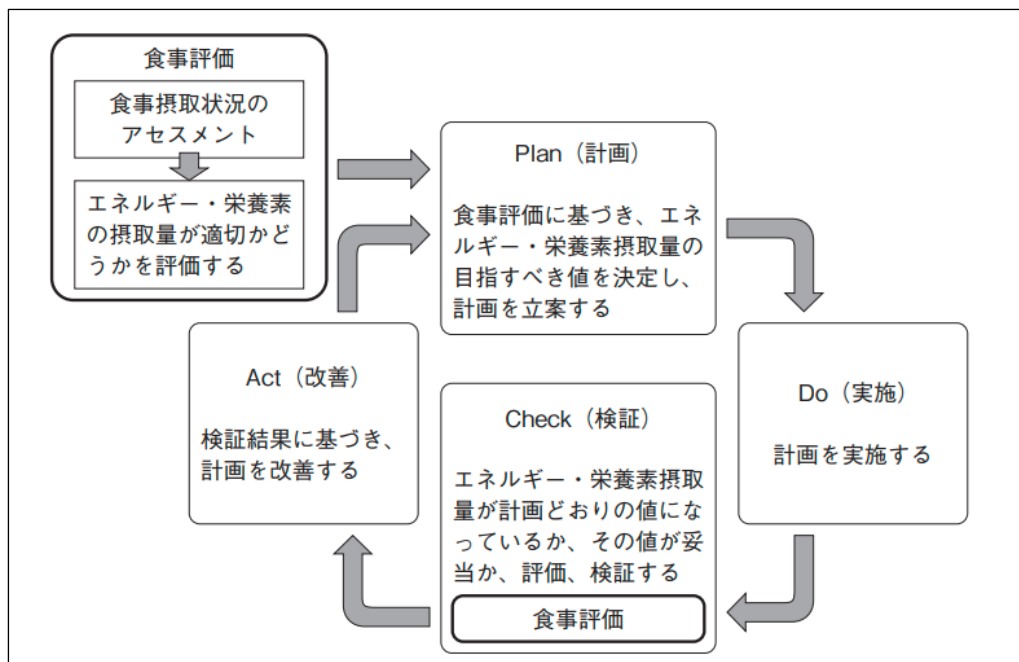 食事評価
食事摂取状況の
アセスメント
エネルギー・栄養素
の摂取量が適切かど
うかを評価する
Plan（計画）
食事評価に基づき、エネ
ルギー・栄養素摂取量の
目指すべき値を決定し、
計画を立案する
Do（実施）
計画を実施する
Check（検証）
エネルギー・栄養素摂取
量が計画どおりの値にな
っているか、その値が妥
当か、評価、検証する
食事評価
Act（改善）
検証結果に基づき、
計画を改善する